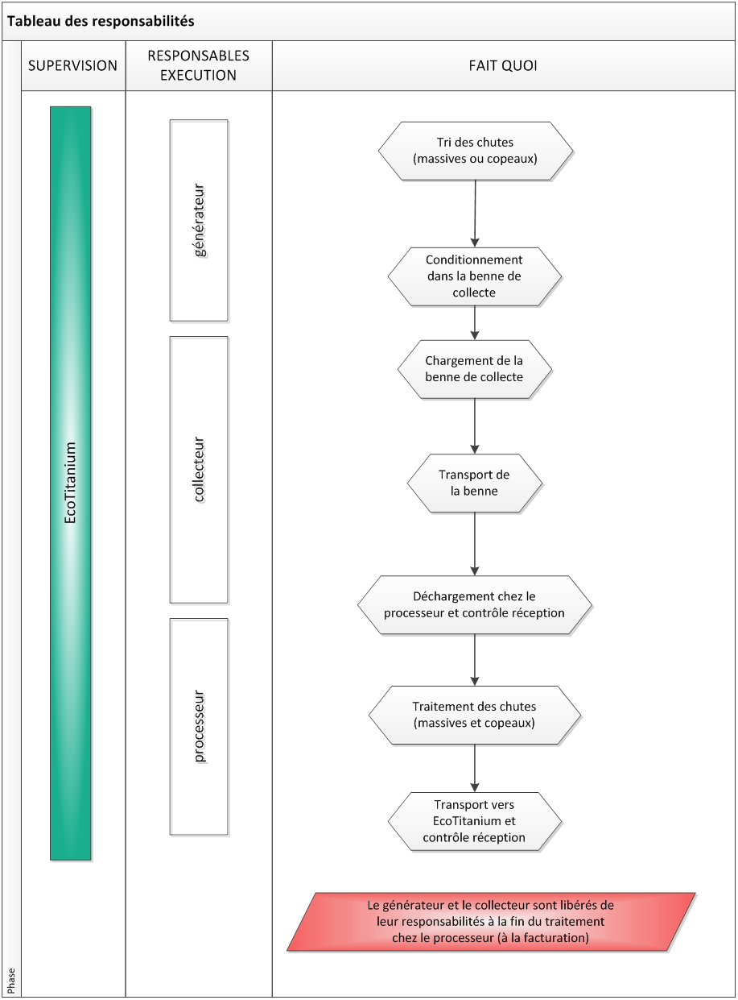 Tableau des responsabilités
SUPERVISION
RESPONSABLES
EXECUTION
FAIT QUOI
EcoTitanium
générateur
collecteur
processeur
Tri des chutes
(massives ou copeaux)
Conditionnement
dans la benne de
collecte
Chargement de la
benne de collecte
Transport de
la benne
Déchargement chez le
processeur et contrôle réception
Traitement des chutes
(massives et copeaux)
Transport vers
EcoTitanium et
contrôle réception
Le générateur et le collecteur sont libérés de
leur responsabilités à la fin du traitement
chez le processeur (à la facturation)
Phase